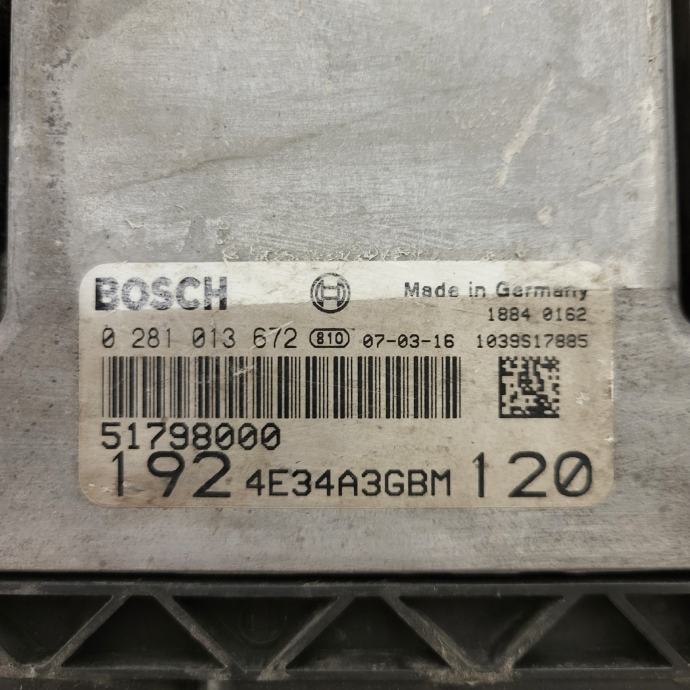 BOSCH Made in Germany
1884 0162
0 281 013 672 810 07-03-16 1039S17885
51798000
192 4E34A3GBM 120